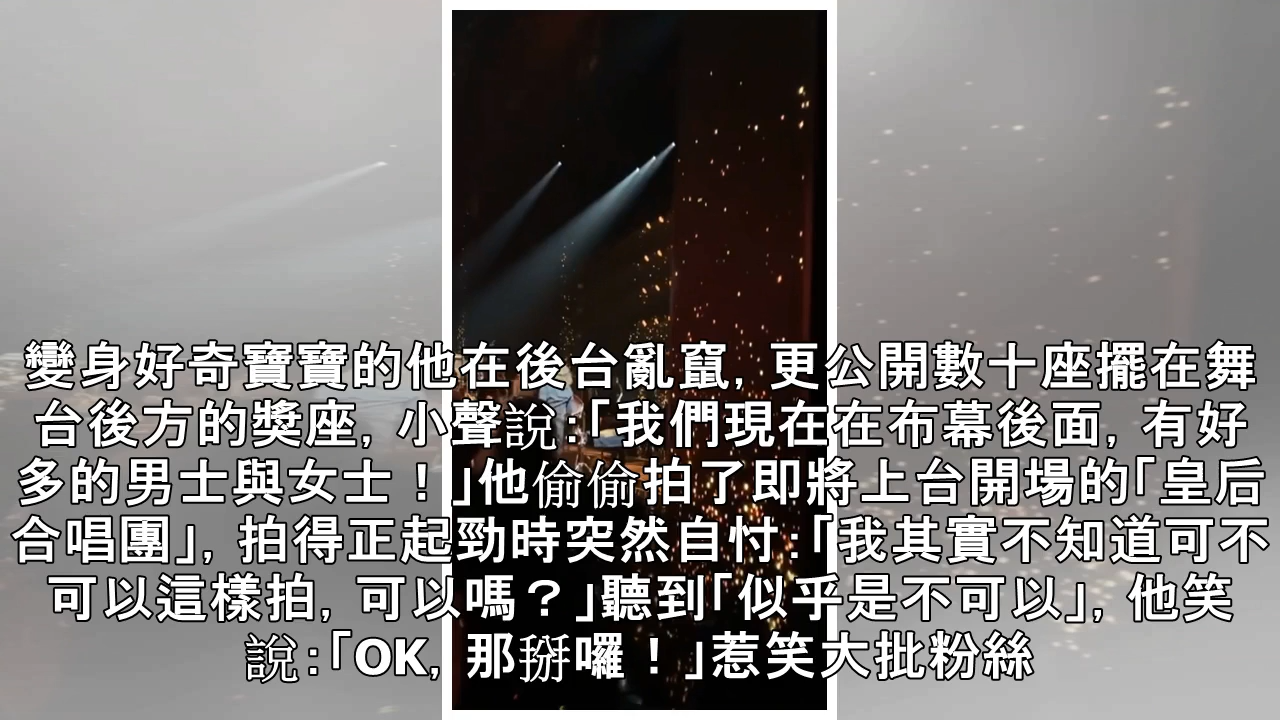 變身好奇寶寶的他在後台亂竄, 更公開數十座擺在舞
台後方的獎座, 小聲說:「我們現在在布幕後面, 有好
多的男士與女士！」他偷偷拍了即將上台開場的「皇后
合唱團」, 拍得正起勁時突然自忖:「我其實不知道可不
可以這樣拍, 可以嗎？」聽到「似乎是不可以」, 他笑
說:「OK, 那掰囉！」惹笑大批粉絲